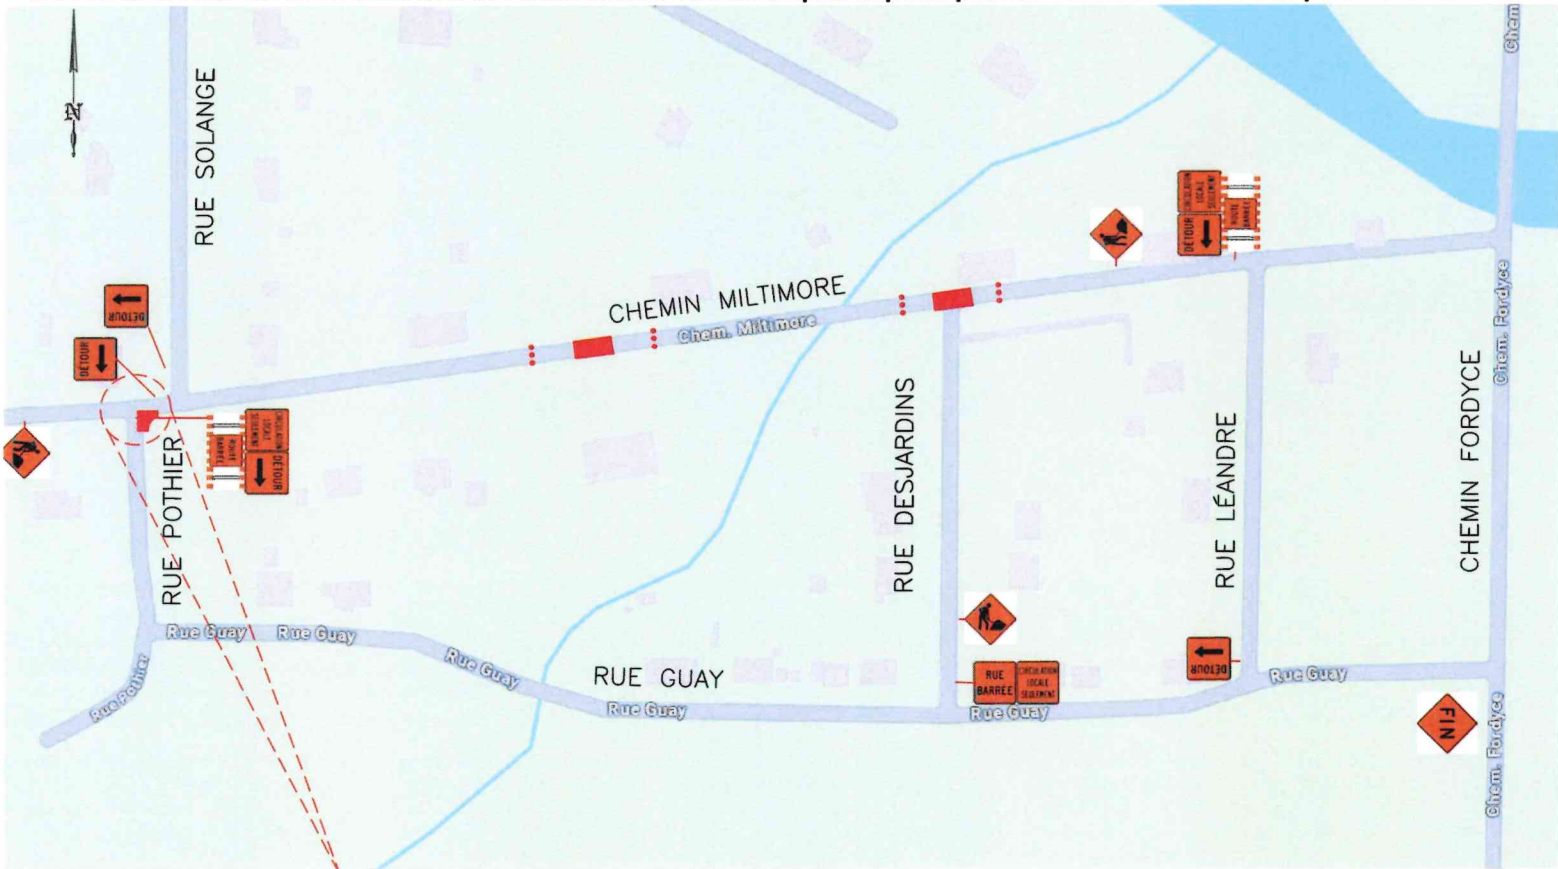 Chem
N
RUE SOLANGE
CIRCULATION
LOCALE
SEULEMENT
DÉTOUR
ROUTE
BARRÉE
DÉTOUR
DÉTOUR
CHEMIN MILTIMORE
Chem. Miltimore
Chem. Fordyce
CIRCULATION
LOCALE
SEULEMENT
DÉTOUR
ROUTE
BARRÉE
RUE POTHIER
RUE DESJARDINS
RUE LÉANDRE
CHEMIN FORDYCE
Rue Guay
Rue Guay
Rue Guay
Rue Pothier
RUE GUAY
Rue Guay
RUE
BARRÉE
CIRCULATION
LOCALE
SEULEMENT
Rue Guay
DÉTOUR
Rue Guay
FIN
Chem. Fordyce